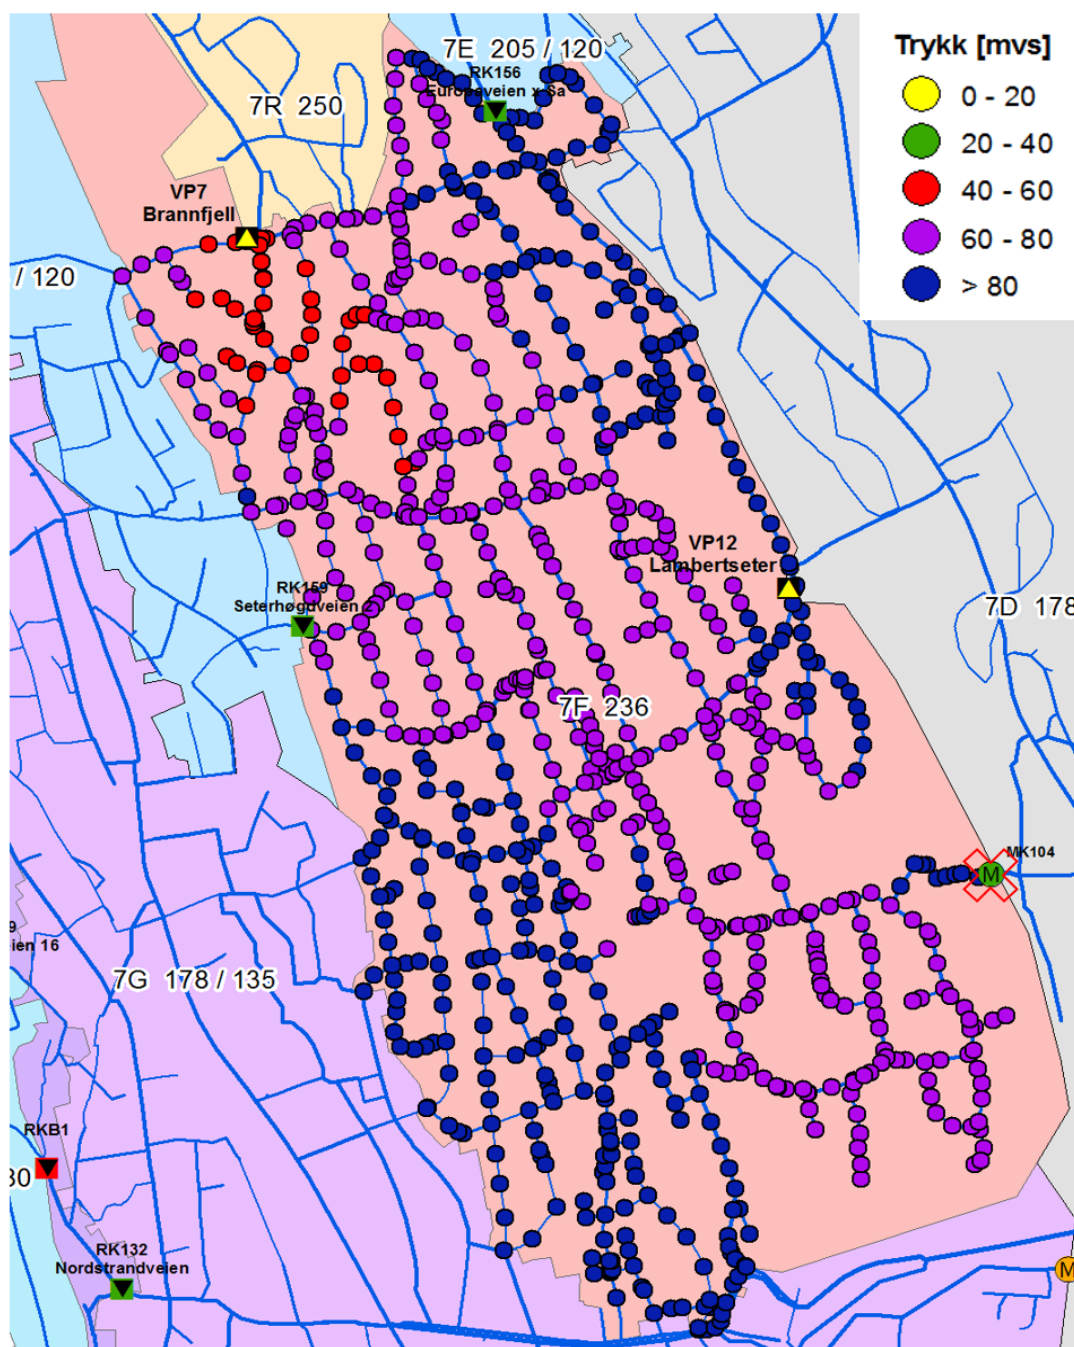 7E 205 / 120
RK156
Europaveien x Sa
7R 250
VP7
Brannfjell
/ 120
Trykk [mvs]
0 - 20
20 - 40
40 - 60
60 - 80
> 80
VP12
Lambertseter
RK159
Seterhøgdveien 2
7D 178
7F 236
MK104
M
9
ien 16
7G 178 / 135
RKB1
30
RK132
Nordstrandveien
M